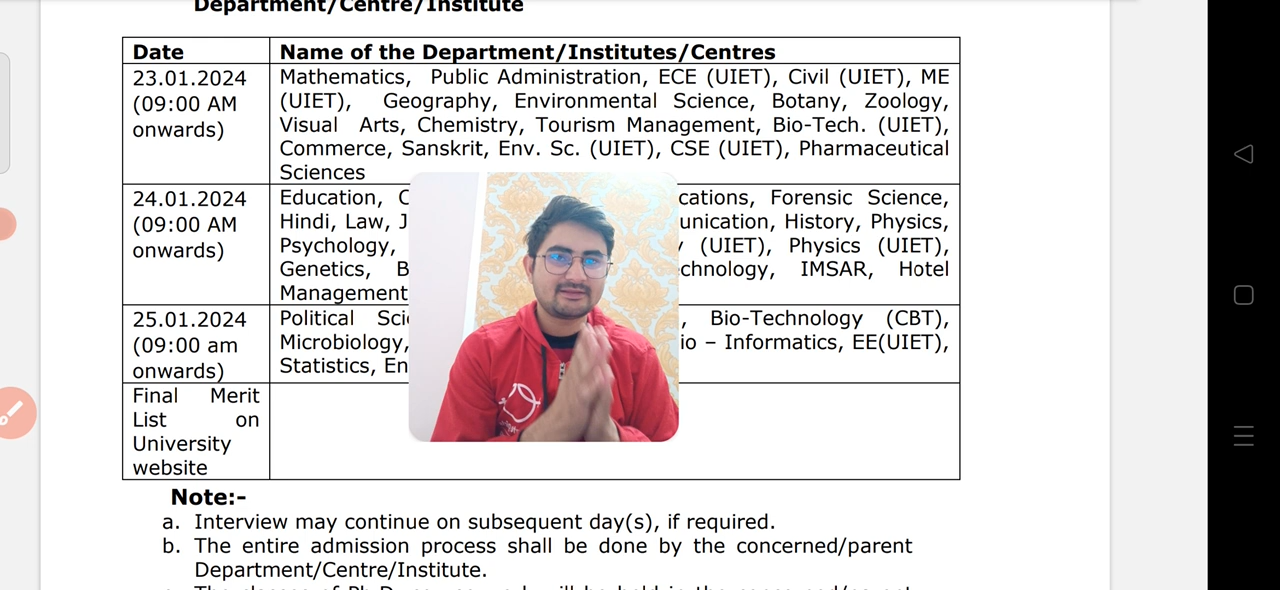 Department/Centre/Institute
Date
Name of the Department/Institutes/Centres
23.01.2024
(09:00 AM
onwards)
Mathematics, Public Administration, ECE (UIET), Civil (UIET), ME
(UIET), Geography, Environmental Science, Botany, Zoology,
Visual Arts, Chemistry, Tourism Management, Bio-Tech. (UIET),
Commerce, Sanskrit, Env. Sc. (UIET), CSE (UIET), Pharmaceutical
Sciences
24.01.2024
(09:00 AM
onwards)
Education, Forensic Science,
Hindi, Law, History, Physics,
Psychology, (UIET), Physics (UIET),
Genetics, IMSAR, Hotel
Management
25.01.2024
(09:00 am
onwards)
Political , Bio-Technology (CBT),
Microbiology, – Informatics, EE(UIET),
Statistics,
Final Merit
List on
University
website
Note:-
a. Interview may continue on subsequent day(s), if required.
b. The entire admission process shall be done by the concerned/parent
Department/Centre/Institute.